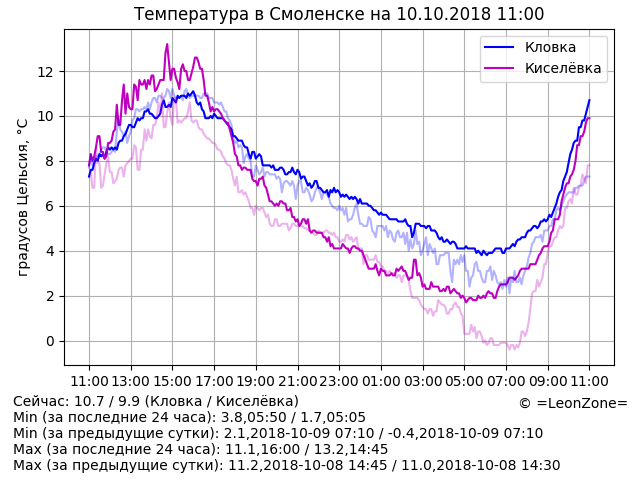 Температура в Смоленске на 10.10.2018 11:00
Кловка
Киселёвка
градусов Цельсия, °C
12
10
8
6
4
2
0
11:00 13:00 15:00 17:00 19:00 21:00 23:00 01:00 03:00 05:00 07:00 09:00 11:00
Сейчас: 10.7 / 9.9 (Кловка / Киселёвка)
© =LeonZone=
Min (за последние 24 часа): 3.8,05:50 / 1.7,05:05
Min (за предыдущие сутки): 2.1,2018-10-09 07:10 / -0.4,2018-10-09 07:10
Max (за последние 24 часа): 11.1,16:00 / 13.2,14:45
Max (за предыдущие сутки): 11.2,2018-10-08 14:45 / 11.0,2018-10-08 14:30